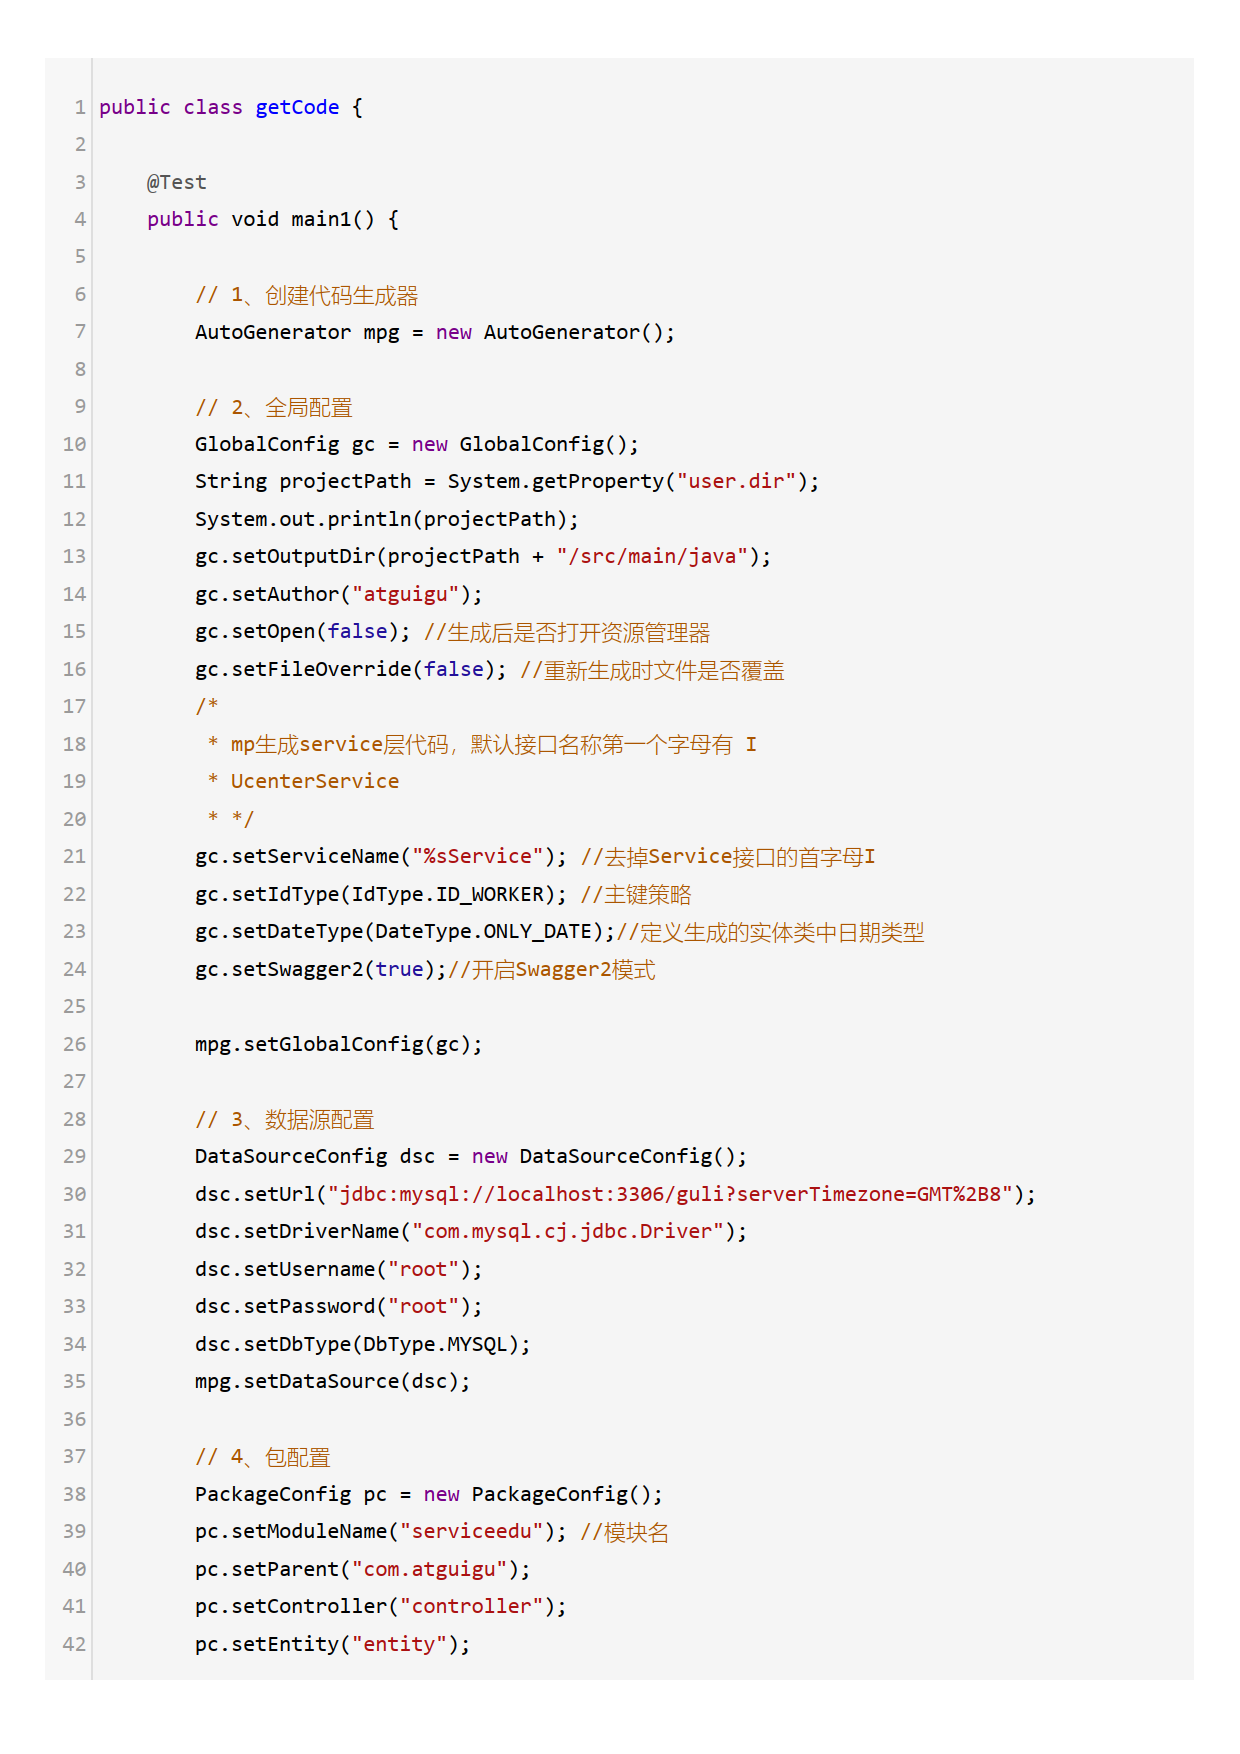 1 public class getCode {
2
3     @Test
4     public void main1() {
5
6         // 1、创建代码生成器
7         AutoGenerator mpg = new AutoGenerator();
8
9         // 2、全局配置
10         GlobalConfig gc = new GlobalConfig();
11         String projectPath = System.getProperty("user.dir");
12         System.out.println(projectPath);
13         gc.setOutputDir(projectPath + "/src/main/java");
14         gc.setAuthor("atguigu");
15         gc.setOpen(false); //生成后是否打开资源管理器
16         gc.setFileOverride(false); //重新生成时文件是否覆盖
17         /*
18          * mp生成service层代码，默认接口名称第一个字母有 I
19          * UcenterService
20          * */
21         gc.setServiceName("%sService"); //去掉Service接口的首字母I
22         gc.setIdType(IdType.ID_WORKER); //主键策略
23         gc.setDateType(DateType.ONLY_DATE);//定义生成的实体类中日期类型
24         gc.setSwagger2(true);//开启Swagger2模式
25
26         mpg.setGlobalConfig(gc);
27
28         // 3、数据源配置
29         DataSourceConfig dsc = new DataSourceConfig();
30         dsc.setUrl("jdbc:mysql://localhost:3306/guli?serverTimezone=GMT%2B8");
31         dsc.setDriverName("com.mysql.cj.jdbc.Driver");
32         dsc.setUsername("root");
33         dsc.setPassword("root");
34         dsc.setDbType(DbType.MYSQL);
35         mpg.setDataSource(dsc);
36
37         // 4、包配置
38         PackageConfig pc = new PackageConfig();
39         pc.setModuleName("serviceedu"); //模块名
40         pc.setParent("com.atguigu");
41         pc.setController("controller");
42         pc.setEntity("entity");